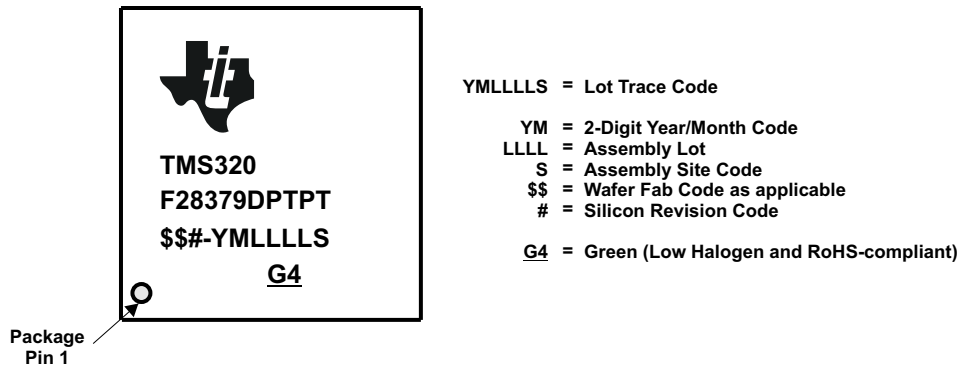 TMS320
F28379DPTPT
$$#-YMLLLLS
G4
Package
Pin 1
YMLLLLS = Lot Trace Code
YM = 2-Digit Year/Month Code
LLLL = Assembly Lot
S = Assembly Site Code
$$ = Wafer Fab Code as applicable
# = Silicon Revision Code
G4 = Green (Low Halogen and RoHS-compliant)